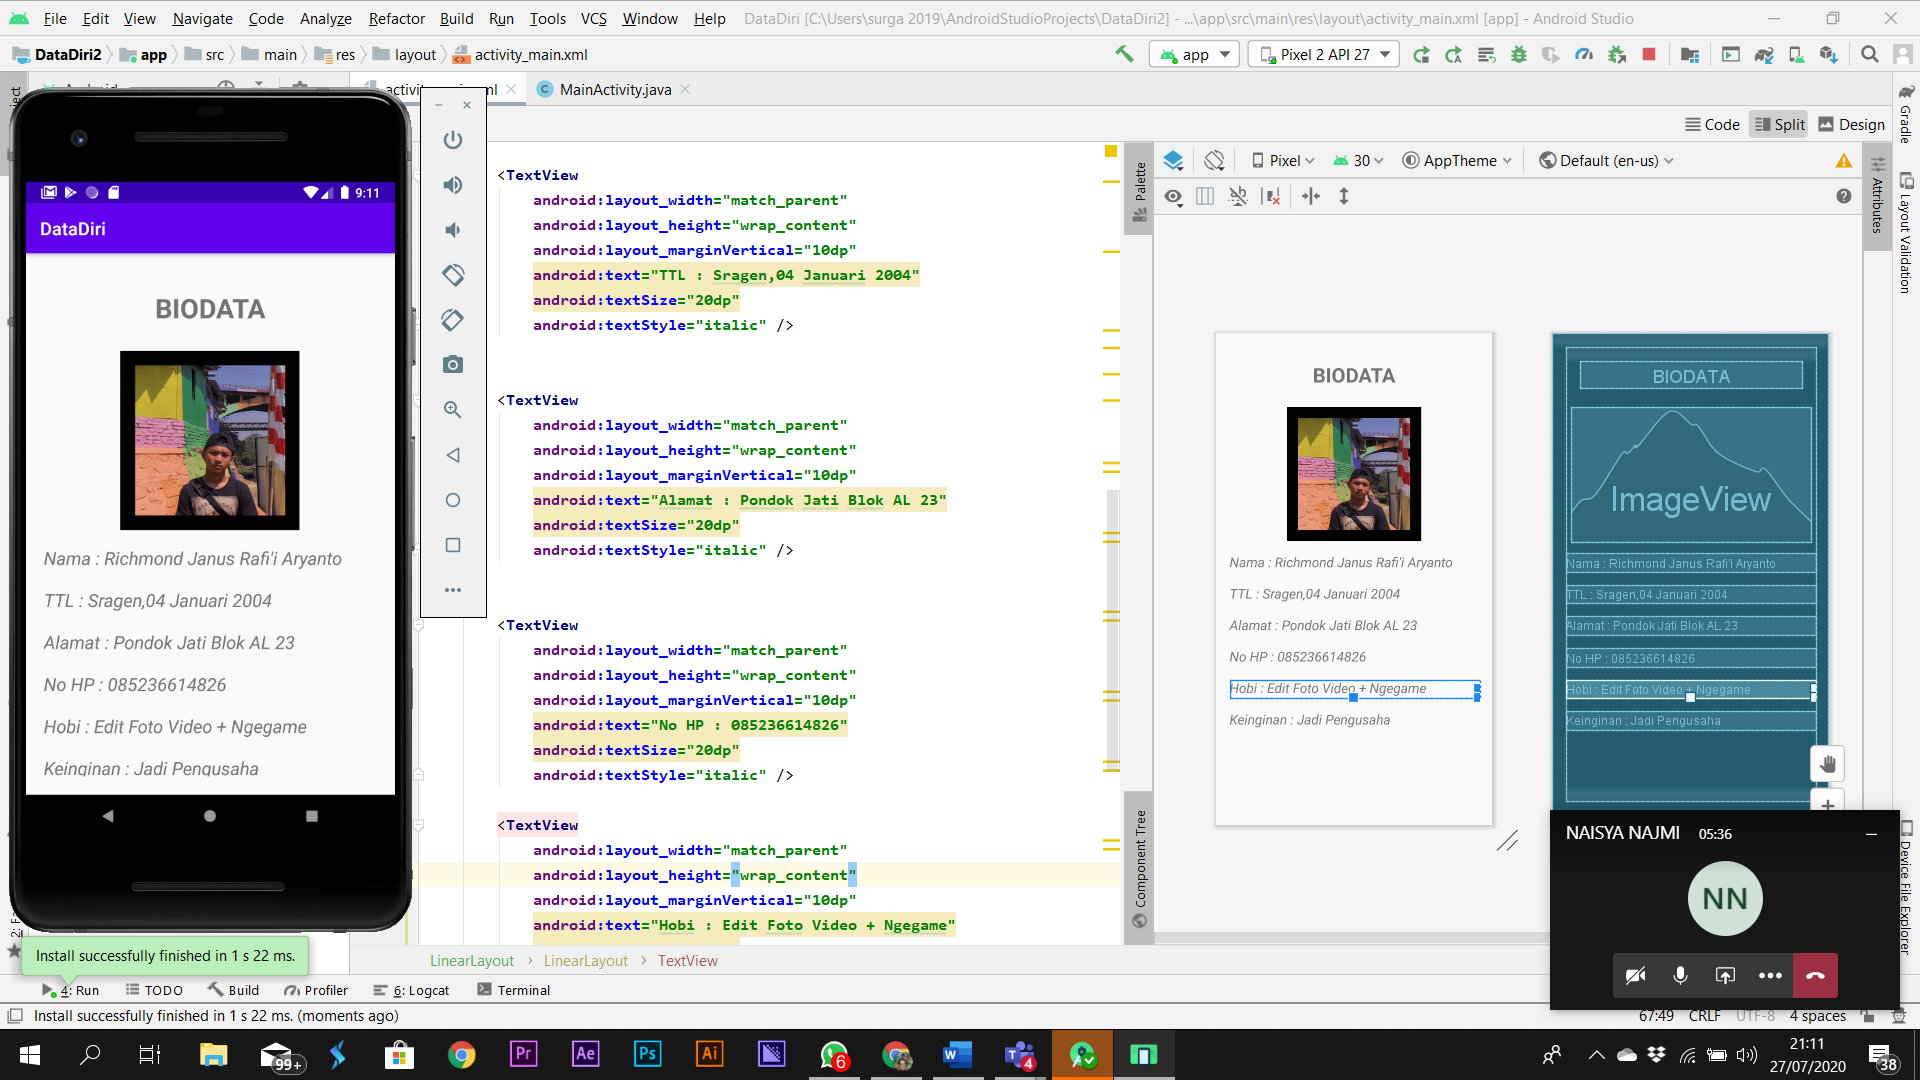 File Edit View Navigate Code Analyze Refactor Build Run Tools VCS Window Help DataDiri [C:\Users\surga 2019\AndroidStudioProjects\DataDiri2] - ...\app\src\main\res\layout\activity_main.xml [app] - Android Studio
DataDiri2 app src main res layout activity_main.xml
app Pixel 2 API 27
MainActivity.java
Code Split Design
Gradle
Layout Validation
Device File Explorer
Palette
Attributes
Component Tree
Pixel 30 AppTheme Default (en-us)
9:11
DataDiri
BIODATA
Nama : Richmond Janus Rafi'i Aryanto
TTL : Sragen,04 Januari 2004
Alamat : Pondok Jati Blok AL 23
No HP : 085236614826
Hobi : Edit Foto Video + Ngegame
Keinginan : Jadi Pengusaha
<TextView
android:layout_width="match_parent"
android:layout_height="wrap_content"
android:layout_marginVertical="10dp"
android:text="TTL : Sragen,04 Januari 2004"
android:textSize="20dp"
android:textStyle="italic" />
<TextView
android:layout_width="match_parent"
android:layout_height="wrap_content"
android:layout_marginVertical="10dp"
android:text="Alamat : Pondok Jati Blok AL 23"
android:textSize="20dp"
android:textStyle="italic" />
<TextView
android:layout_width="match_parent"
android:layout_height="wrap_content"
android:layout_marginVertical="10dp"
android:text="No HP : 085236614826"
android:textSize="20dp"
android:textStyle="italic" />
<TextView
android:layout_width="match_parent"
android:layout_height="wrap_content"
android:layout_marginVertical="10dp"
android:text="Hobi : Edit Foto Video + Ngegame"
BIODATA
Nama : Richmond Janus Rafi'i Aryanto
TTL : Sragen,04 Januari 2004
Alamat : Pondok Jati Blok AL 23
No HP : 085236614826
Hobi : Edit Foto Video + Ngegame
Keinginan : Jadi Pengusaha
BIODATA
ImageView
Nama : Richmond Janus Rafi'i Aryanto
TTL : Sragen,04 Januari 2004
Alamat : Pondok Jati Blok AL 23
No HP : 085236614826
Hobi : Edit Foto Video + Ngegame
Keinginan : Jadi Pengusaha
NAISYA NAJMI 05:36
NN
Install successfully finished in 1 s 22 ms.
LinearLayout › LinearLayout › TextView
4: Run TODO Build Profiler 6: Logcat Terminal
Install successfully finished in 1 s 22 ms. (moments ago)
67:49 CRLF UTF-8 4 spaces
99+
Pr Ae Ps Ai
6
4
21:11
27/07/2020
38